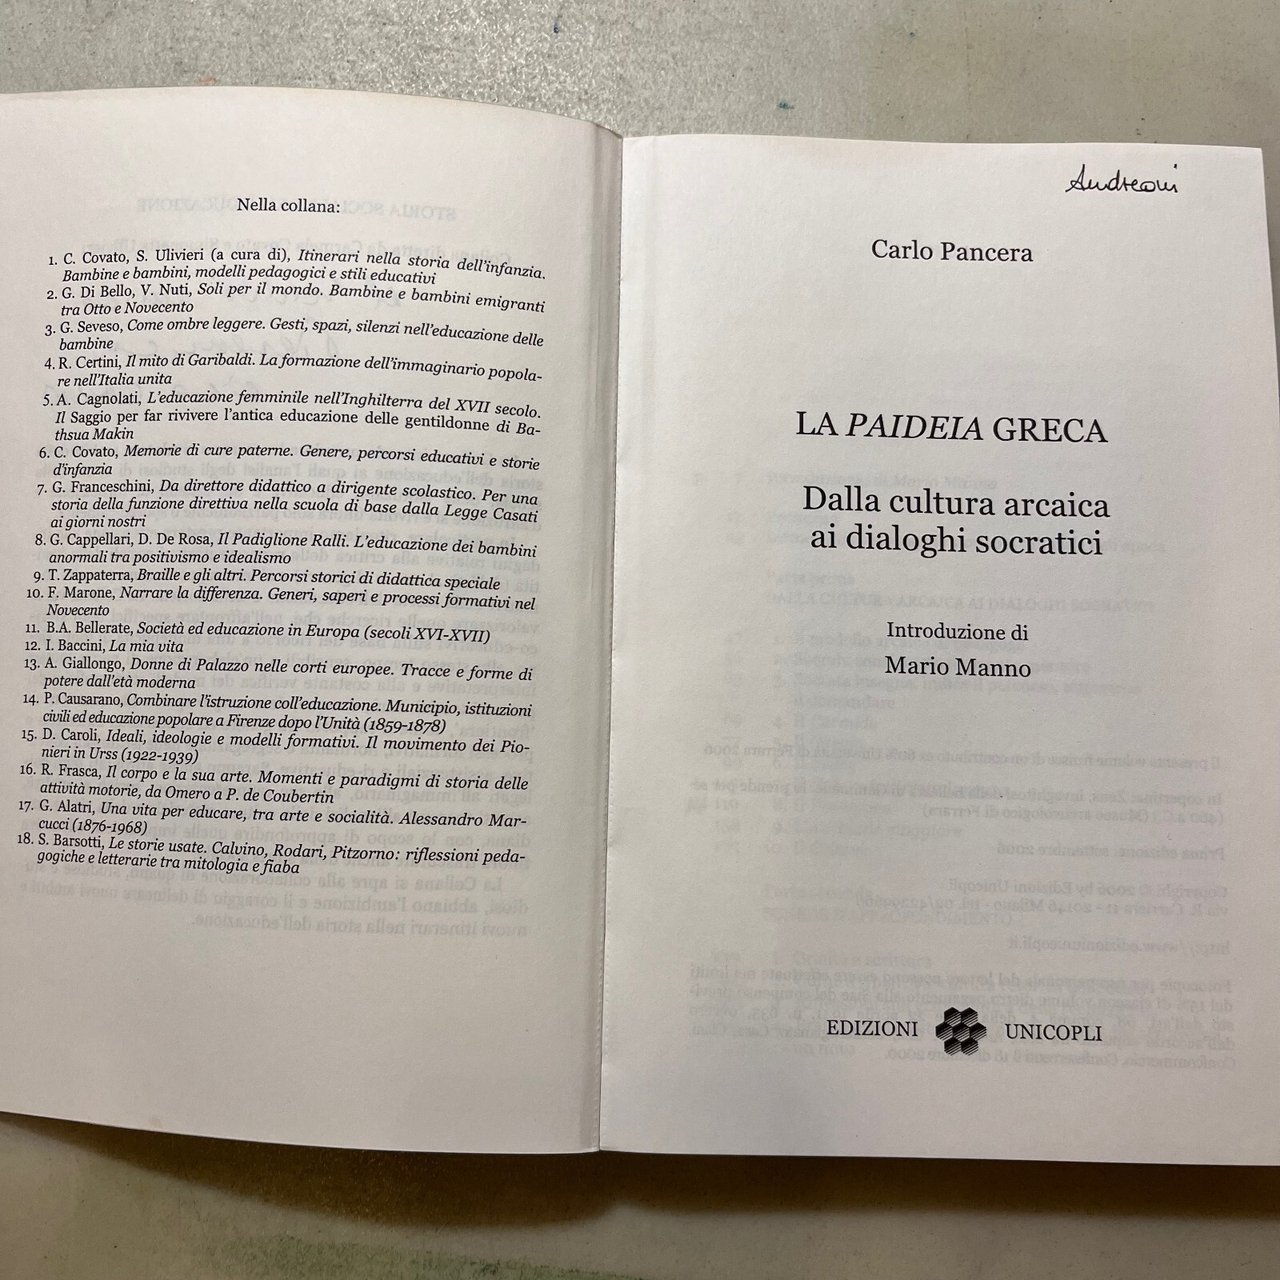 Nella collana:
1. C. Covato, S. Ulivieri (a cura di), Itinerari nella storia dell'infanzia.
Bambine e bambini, modelli pedagogici e stili educativi
2. G. Di Bello, V. Nuti, Soli per il mondo. Bambine e bambini emigranti
tra Otto e Novecento
3. G. Seveso, Come ombre leggere. Gesti, spazi, silenzi nell'educazione delle
bambine
4. R. Certini, Il mito di Garibaldi. La formazione dell'immaginario popola-
re nell'Italia unita
5. A. Cagnolati, L'educazione femminile nell'Inghilterra del XVII secolo.
Il Saggio per far rivivere l'antica educazione delle gentildonne di Ba-
thsua Makin
6. C. Covato, Memorie di cure paterne. Genere, percorsi educativi e storie
d'infanzia
7. G. Franceschini, Da direttore didattico a dirigente scolastico. Per una
storia della funzione direttiva nella scuola di base dalla Legge Casati
ai giorni nostri
8. G. Cappellari, D. De Rosa, Il Padiglione Ralli. L'educazione dei bambini
anormali tra positivismo e idealismo
9. T. Zappaterra, Braille e gli altri. Percorsi storici di didattica speciale
10. F. Marone, Narrare la differenza. Generi, saperi e processi formativi nel
Novecento
11. B.A. Bellerate, Società ed educazione in Europa (secoli XVI-XVII)
12. I. Baccini, La mia vita
13. A. Giallongo, Donne di Palazzo nelle corti europee. Tracce e forme di
potere dall'età moderna
14. P. Causarano, Combinare l'istruzione coll'educazione. Municipio, istituzioni
civili ed educazione popolare a Firenze dopo l'Unità (1859-1878)
15. D. Caroli, Ideali, ideologie e modelli formativi. Il movimento dei Pio-
nieri in Urss (1922-1939)
16. R. Frasca, Il corpo e la sua arte. Momenti e paradigmi di storia delle
attività motorie, da Omero a P. de Coubertin
17. G. Alatri, Una vita per educare, tra arte e socialità. Alessandro Mar-
cucci (1876-1968)
18. S. Barsotti, Le storie usate. Calvino, Rodari, Pitzorno: riflessioni peda-
gogiche e letterarie tra mitologia e fiaba
Andreoni
Carlo Pancera
LA PAIDEIA GRECA
Dalla cultura arcaica
ai dialoghi socratici
Introduzione di
Mario Manno
EDIZIONI UNICOPLI